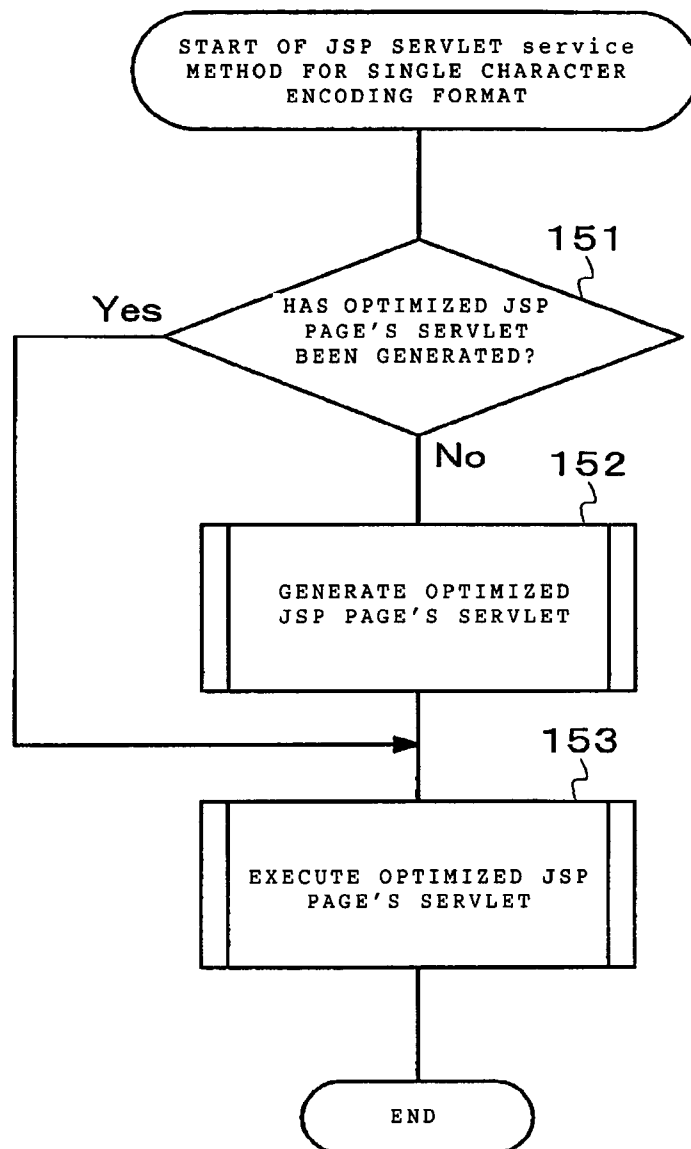 START OF JSP SERVLET service
METHOD FOR SINGLE CHARACTER
ENCODING FORMAT
151
Yes
HAS OPTIMIZED JSP
PAGE'S SERVLET
BEEN GENERATED?
No
152
GENERATE OPTIMIZED
JSP PAGE'S SERVLET
153
EXECUTE OPTIMIZED JSP
PAGE'S SERVLET
END